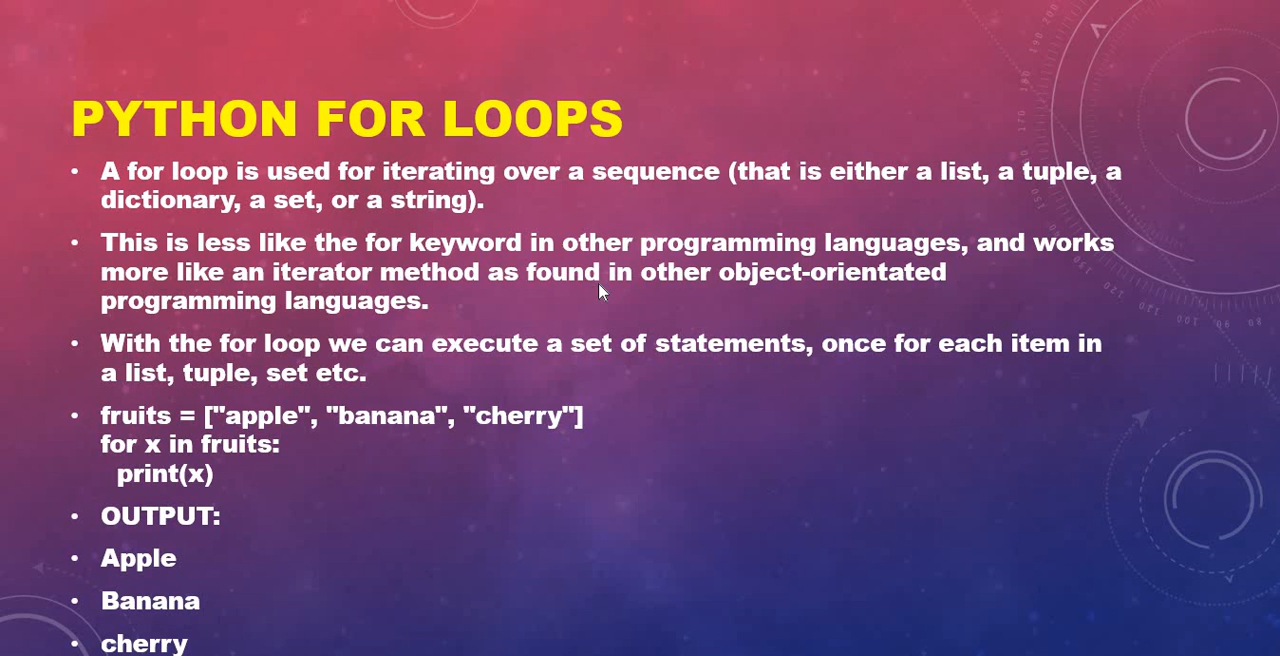 PYTHON FOR LOOPS
• A for loop is used for iterating over a sequence (that is either a list, a tuple, a
dictionary, a set, or a string).
• This is less like the for keyword in other programming languages, and works
more like an iterator method as found in other object-orientated
programming languages.
• With the for loop we can execute a set of statements, once for each item in
a list, tuple, set etc.
• fruits = ["apple", "banana", "cherry"]
for x in fruits:
  print(x)
• OUTPUT:
• Apple
• Banana
• cherry